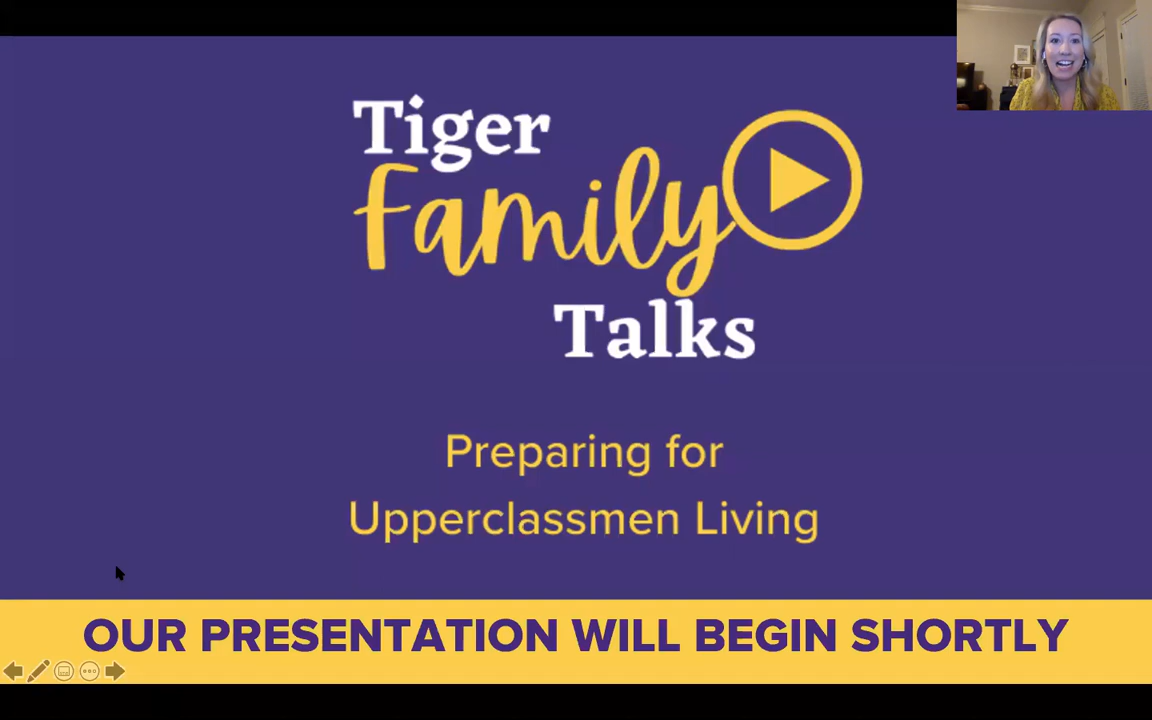 Tiger
family
Talks
Preparing for
Upperclassmen Living
OUR PRESENTATION WILL BEGIN SHORTLY